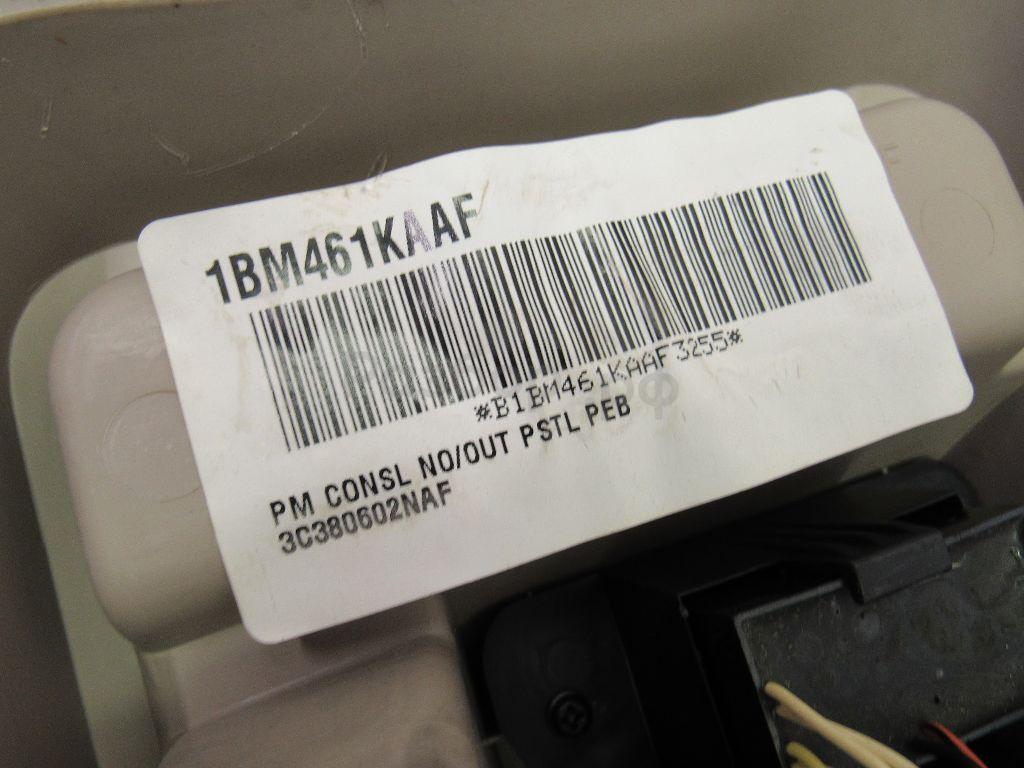 1BM461KAAF
*B1BM461KAAF3255*
PM CONSL NO/OUT PSTL PEB
3C380602NAF